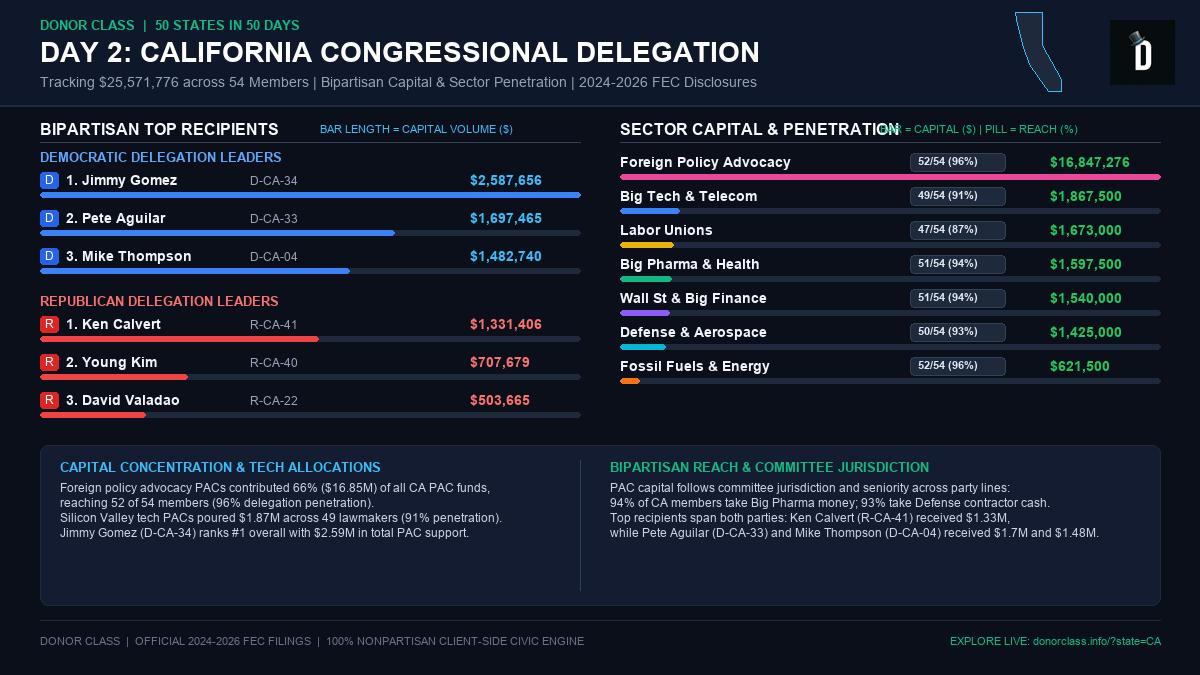 DONOR CLASS | 50 STATES IN 50 DAYS
DAY 2: CALIFORNIA CONGRESSIONAL DELEGATION
Tracking $25,571,776 across 54 Members | Bipartisan Capital & Sector Penetration | 2024-2026 FEC Disclosures
D
BIPARTISAN TOP RECIPIENTS BAR LENGTH = CAPITAL VOLUME ($)
DEMOCRATIC DELEGATION LEADERS
D 1. Jimmy Gomez D-CA-34 $2,587,656
D 2. Pete Aguilar D-CA-33 $1,697,465
D 3. Mike Thompson D-CA-04 $1,482,740
REPUBLICAN DELEGATION LEADERS
R 1. Ken Calvert R-CA-41 $1,331,406
R 2. Young Kim R-CA-40 $707,679
R 3. David Valadao R-CA-22 $503,665
SECTOR CAPITAL & PENETRATION BAR = CAPITAL ($) | PILL = REACH (%)
Foreign Policy Advocacy 52/54 (96%) $16,847,276
Big Tech & Telecom 49/54 (91%) $1,867,500
Labor Unions 47/54 (87%) $1,673,000
Big Pharma & Health 51/54 (94%) $1,597,500
Wall St & Big Finance 51/54 (94%) $1,540,000
Defense & Aerospace 50/54 (93%) $1,425,000
Fossil Fuels & Energy 52/54 (96%) $621,500
CAPITAL CONCENTRATION & TECH ALLOCATIONS
Foreign policy advocacy PACs contributed 66% ($16.85M) of all CA PAC funds,
reaching 52 of 54 members (96% delegation penetration).
Silicon Valley tech PACs poured $1.87M across 49 lawmakers (91% penetration).
Jimmy Gomez (D-CA-34) ranks #1 overall with $2.59M in total PAC support.
BIPARTISAN REACH & COMMITTEE JURISDICTION
PAC capital follows committee jurisdiction and seniority across party lines:
94% of CA members take Big Pharma money; 93% take Defense contractor cash.
Top recipients span both parties: Ken Calvert (R-CA-41) received $1.33M,
while Pete Aguilar (D-CA-33) and Mike Thompson (D-CA-04) received $1.7M and $1.48M.
DONOR CLASS | OFFICIAL 2024-2026 FEC FILINGS | 100% NONPARTISAN CLIENT-SIDE CIVIC ENGINE
EXPLORE LIVE: donorclass.info/?state=CA